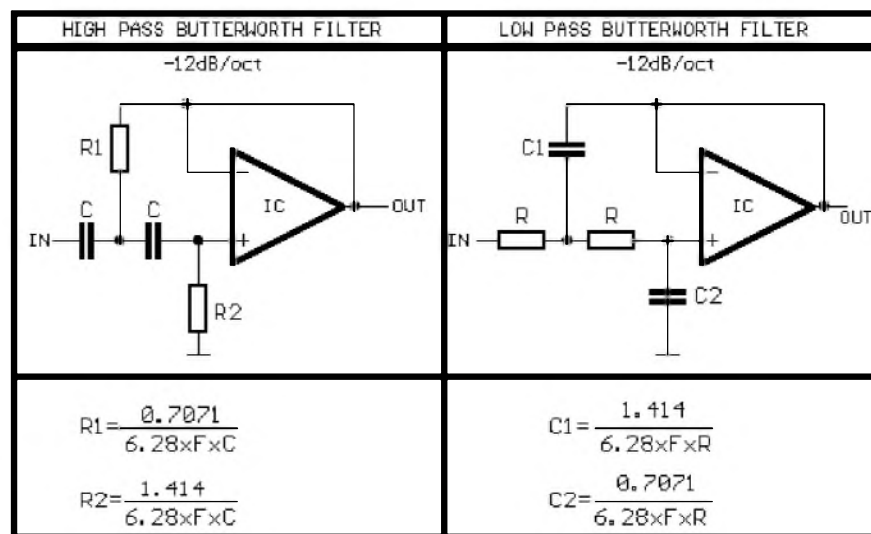 HIGH PASS BUTTERWORTH FILTER
-12dB/oct
R1
C C
IC
IN
OUT
R2
R1=0.7071/6.28xFxC
R2=1.414/6.28xFxC
LOW PASS BUTTERWORTH FILTER
-12dB/oct
C1
R R
IC
IN
OUT
C2
C1=1.414/6.28xFxR
C2=0.7071/6.28xFxR